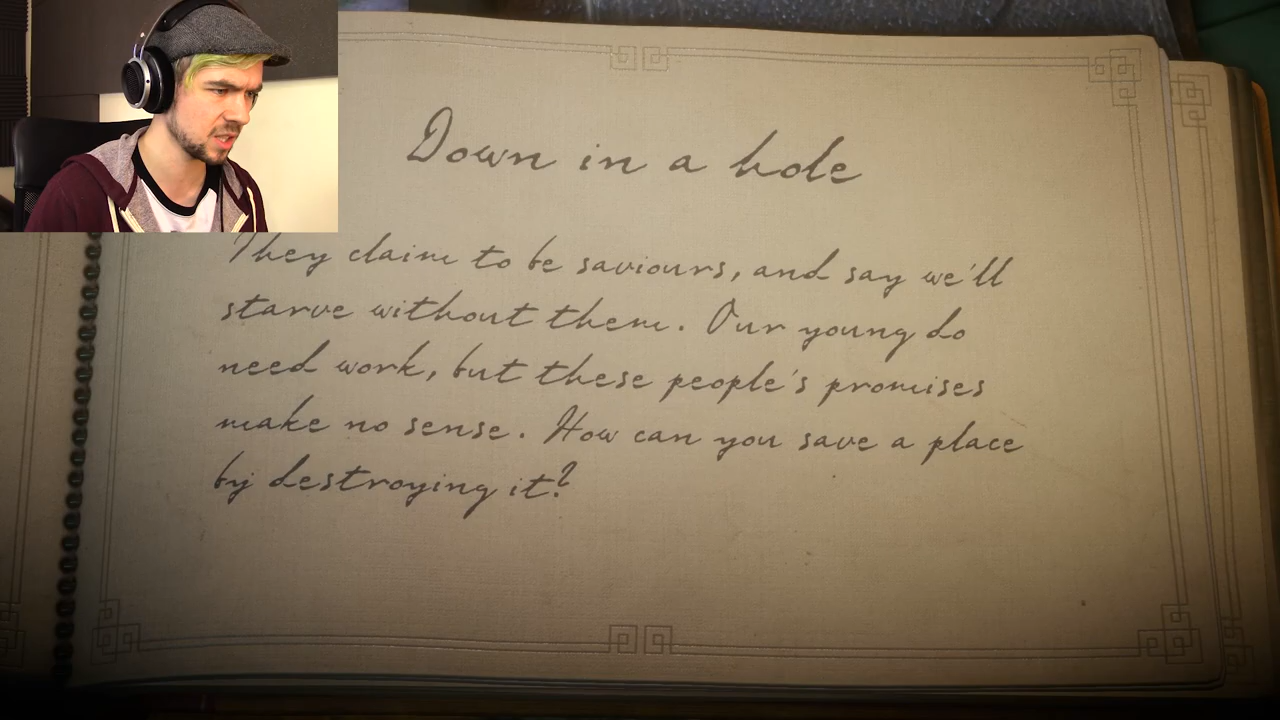 Down in a hole
They claim to be saviours, and say we'll
starve without them. Our young do
need work, but these people's promises
make no sense. How can you save a place
by destroying it?